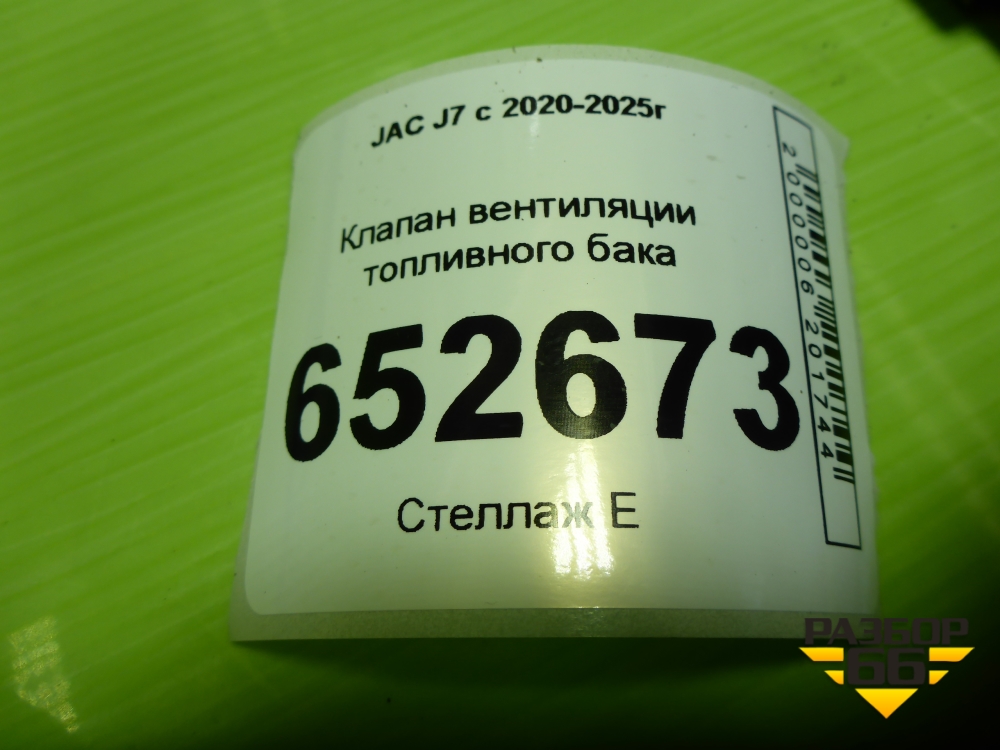 JAC J7 с 2020-2025г
Клапан вентиляции
топливного бака
652673
Стеллаж Е
2000006201744
РАЗБОР
66